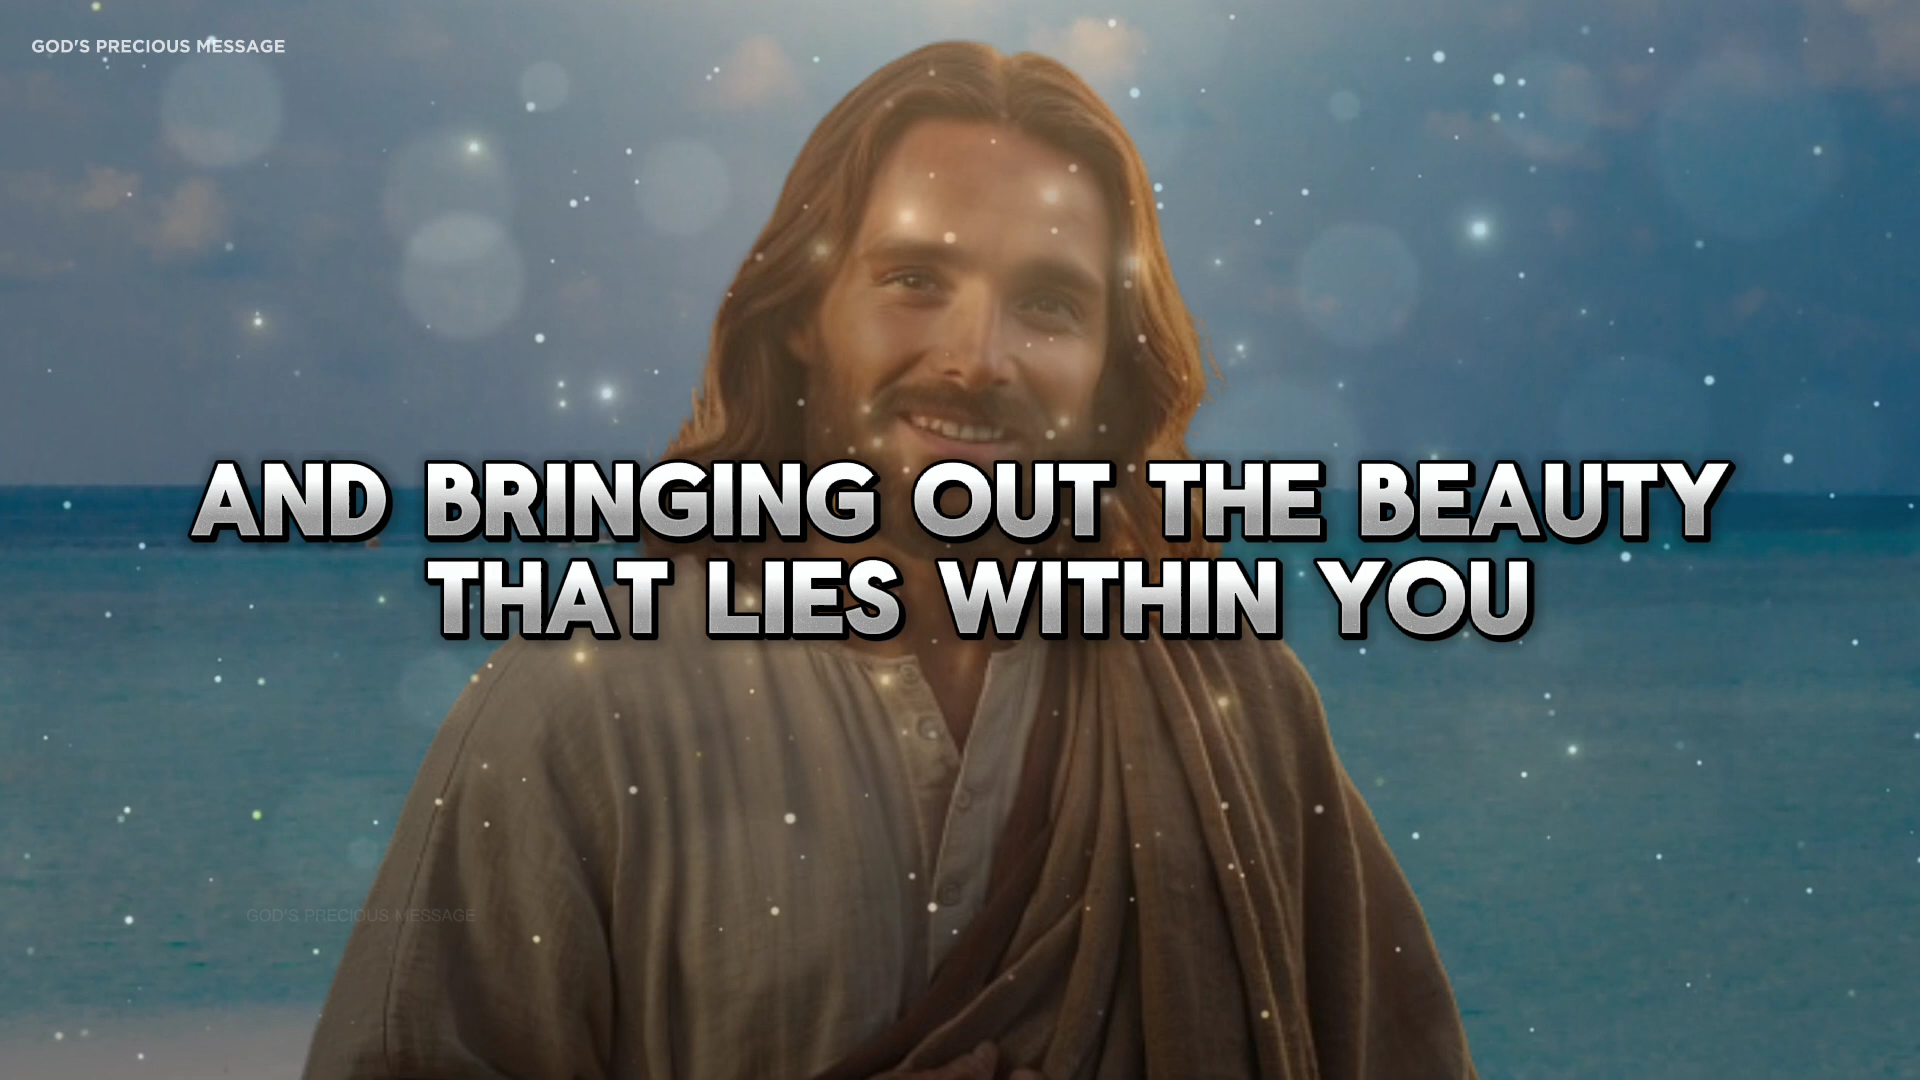 GOD'S PRECIOUS MESSAGE
AND BRINGING OUT THE BEAUTY
THAT LIES WITHIN YOU
GOD'S PRECIOUS MESSAGE